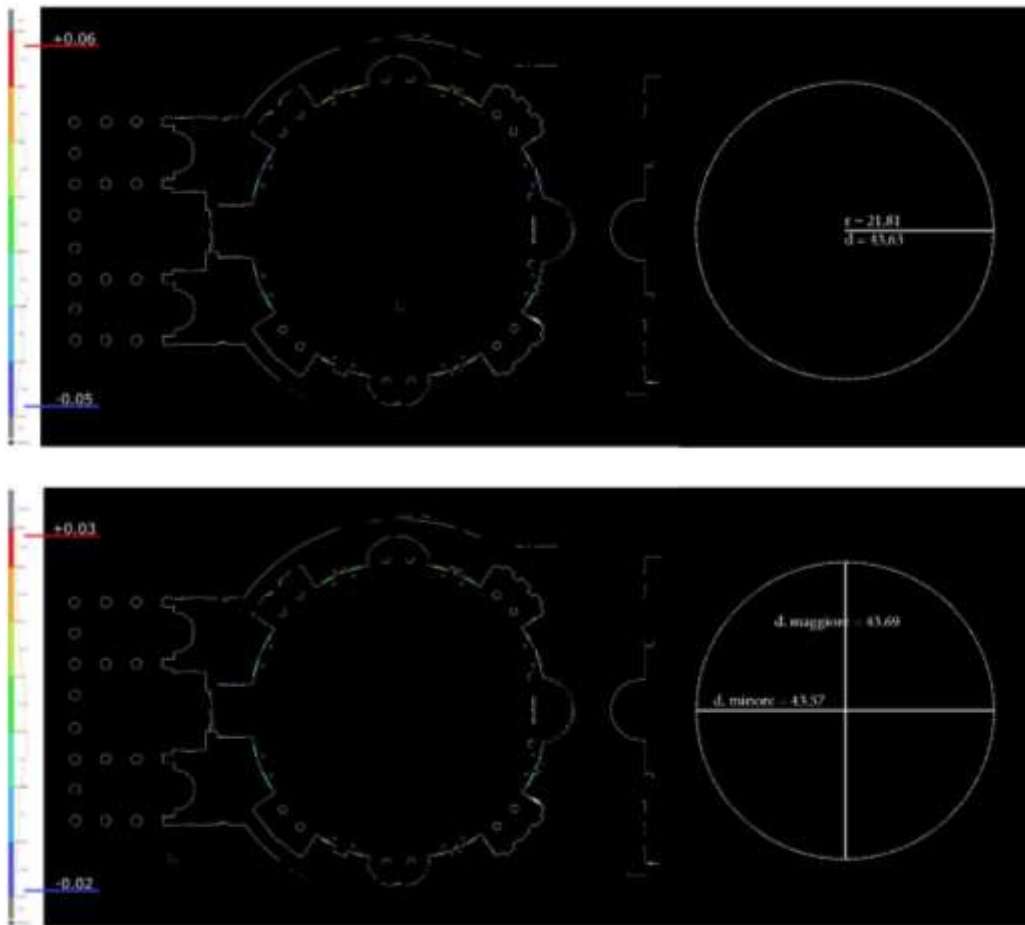 +0.06
r = 21,81
d = 43,63
-0.05
+0.03
d. maggiore = 43.69
d. minore = 43.57
-0.02